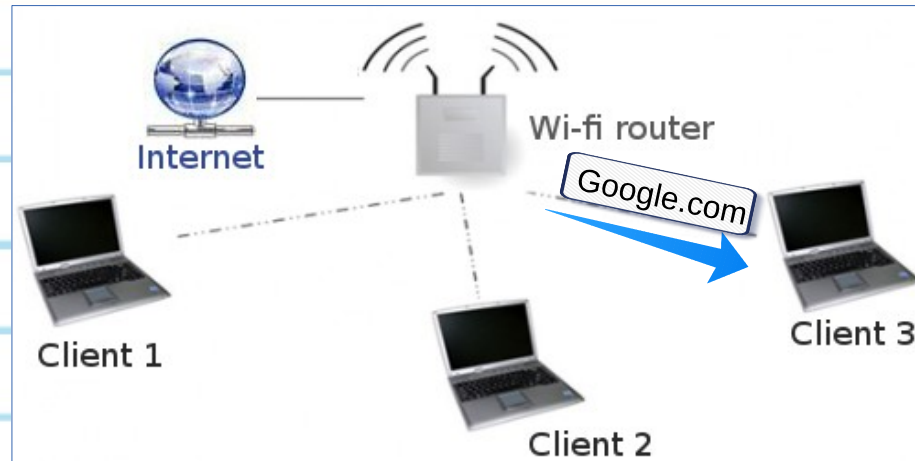 Internet
Wi-fi router
Google.com
Client 1
Client 2
Client 3